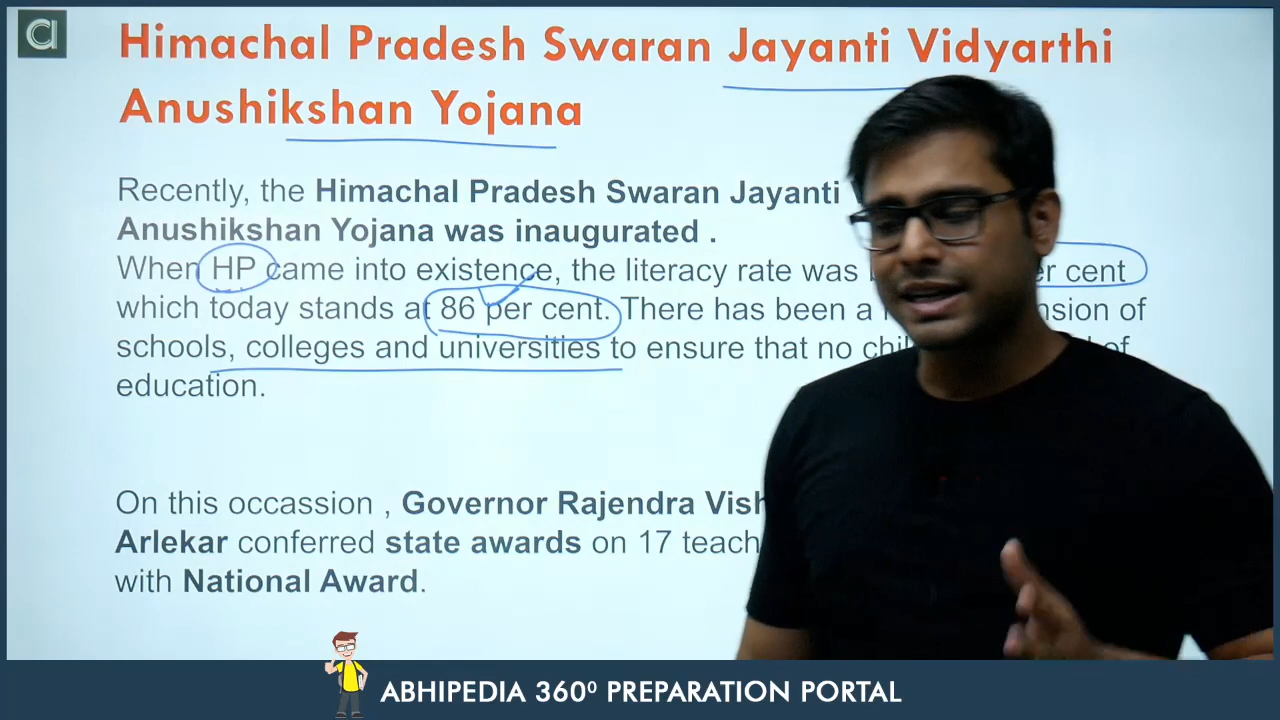 Himachal Pradesh Swaran Jayanti Vidyarthi
Anushikshan Yojana
Recently, the Himachal Pradesh Swaran Jayanti
Anushikshan Yojana was inaugurated .
When HP came into existence, the literacy rate was cent
which today stands at 86 per cent. There has been a of
schools, colleges and universities to ensure that no of
education.
On this occassion , Governor Rajendra
Arlekar conferred state awards on 17
with National Award.
ABHIPEDIA 360⁰ PREPARATION PORTAL